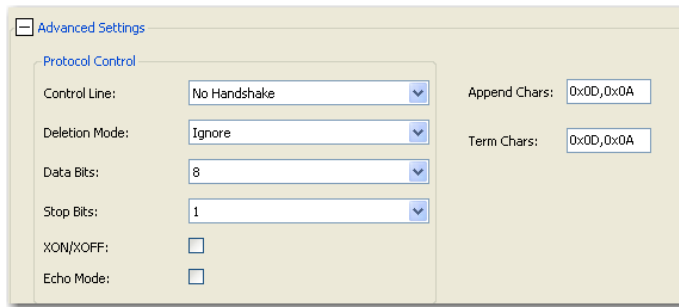 Advanced Settings
Protocol Control
Control Line: No Handshake
Deletion Mode: Ignore
Data Bits: 8
Stop Bits: 1
XON/XOFF:
Echo Mode:
Append Chars: 0x0D,0x0A
Term Chars: 0x0D,0x0A